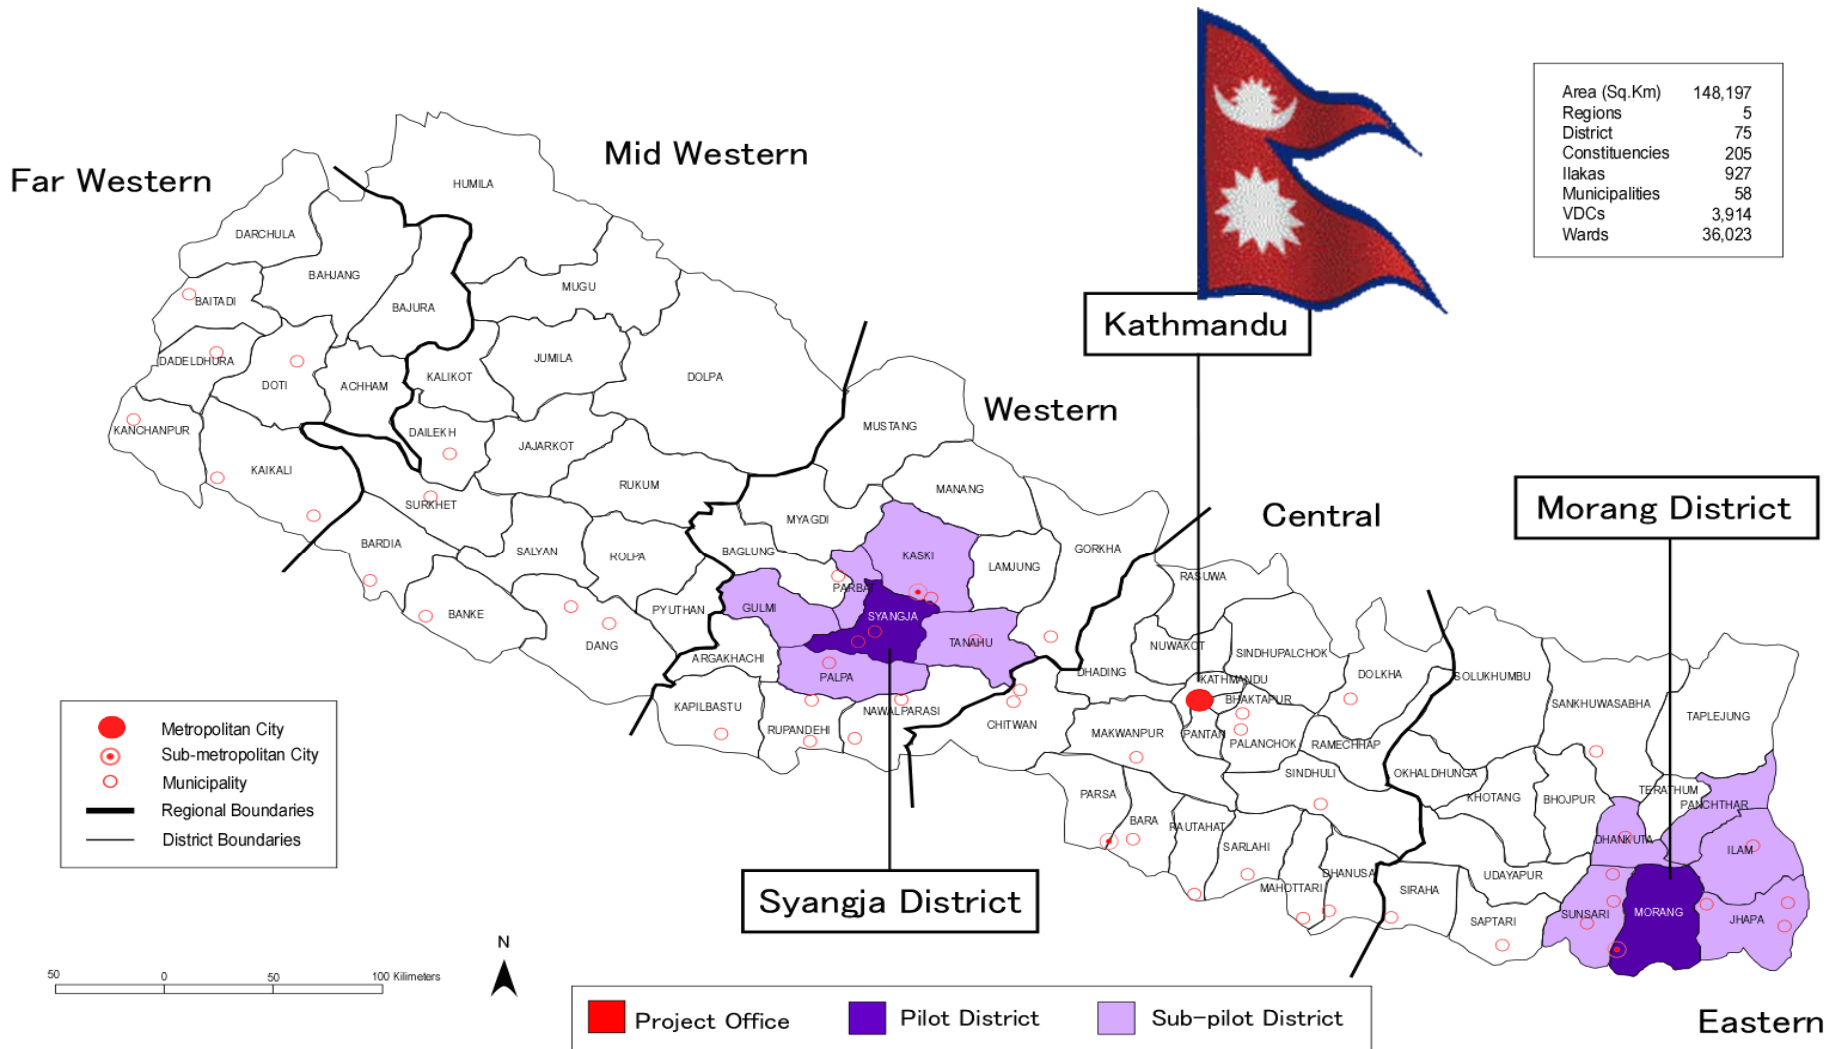 Area (Sq.Km) 148,197
Regions 5
District 75
Constituencies 205
Ilakas 927
Municipalities 58
VDCs 3,914
Wards 36,023
Far Western
Mid Western
Western
Central
Eastern
Kathmandu
Morang District
Syangja District
HUMILA
DARCHULA
BAHJANG
BAITADI
BAJURA
MUGU
DADELDHURA
DOTI
ACHHAM
KALIKOT
JUMILA
DOLPA
KANCHANPUR
DAILEKH
JAJARKOT
MUSTANG
KAIKALI
SURKHET
RUKUM
MANANG
MYAGDI
BARDIA
SALYAN
ROLPA
BAGLUNG
KASKI
LAMJUNG
GORKHA
PARBAT
RASUWA
BANKE
PYUTHAN
GULMI
SYANGJA
DANG
TANAHU
NUWAKOT
SINDHUPALCHOK
ARGAKHACHI
PALPA
DHADING
KATHMANDU
DOLKHA
SOLUKHUMBU
BHAKTAPUR
SANKHUWASABHA
TAPLEJUNG
KAPILBASTU
NAWALPARASI
RUPANDEHI
CHITWAN
MAKWANPUR
PANTAN
PALANCHOK
RAMECHHAP
SINDHULI
OKHALDHUNGA
KHOTANG
BHOJPUR
TERATHUM
PANCHTHAR
PARSA
BARA
RAUTAHAT
SARLAHI
DHANKUTA
ILAM
MAHOTTARI
DHANUSA
SIRAHA
UDAYAPUR
SAPTARI
SUNSARI
MORANG
JHAPA
Metropolitan City
Sub-metropolitan City
Municipality
Regional Boundaries
District Boundaries
50 0 50 100 Kilimeters
N
Project Office Pilot District Sub-pilot District